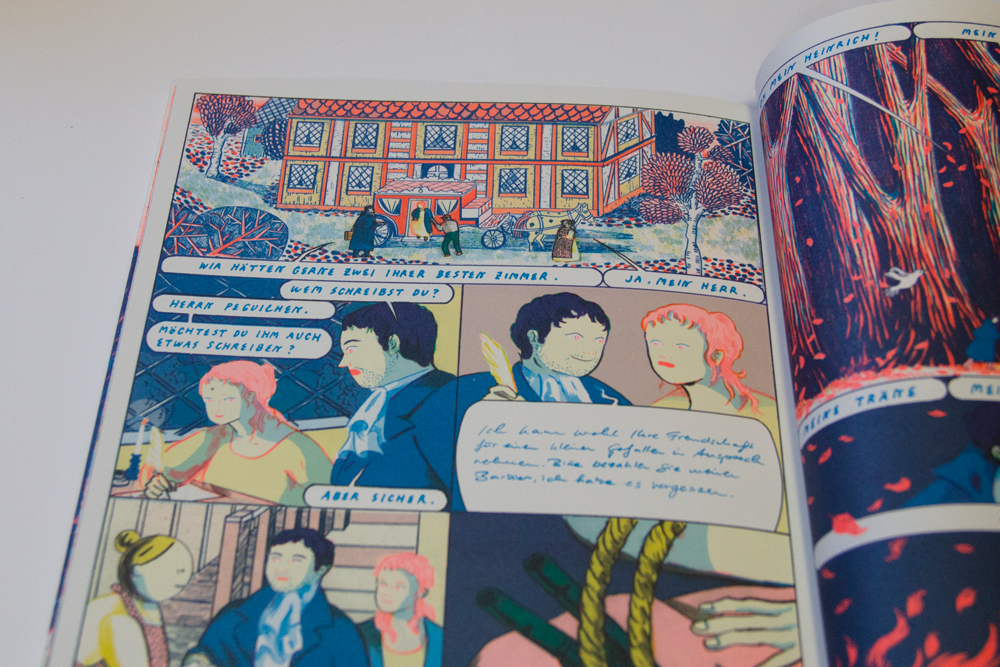 WIR HÄTTEN GERNE ZWEI IHRER BESTEN ZIMMER.
JA, MEIN HERR.
WEM SCHREIBST DU?
HERRN PEGUILHEN.
MÖCHTEST DU IHM AUCH
ETWAS SCHREIBEN?
Ich kann wohl Ihre Freundschaft
für einen kleinen Gefallen in Anspruch
nehmen. Bitte bezahlen Sie meinen
Barbier, ich habe es vergessen.
ABER SICHER.
MEIN HEINRICH!
MEIN
MEINE TRÄNE